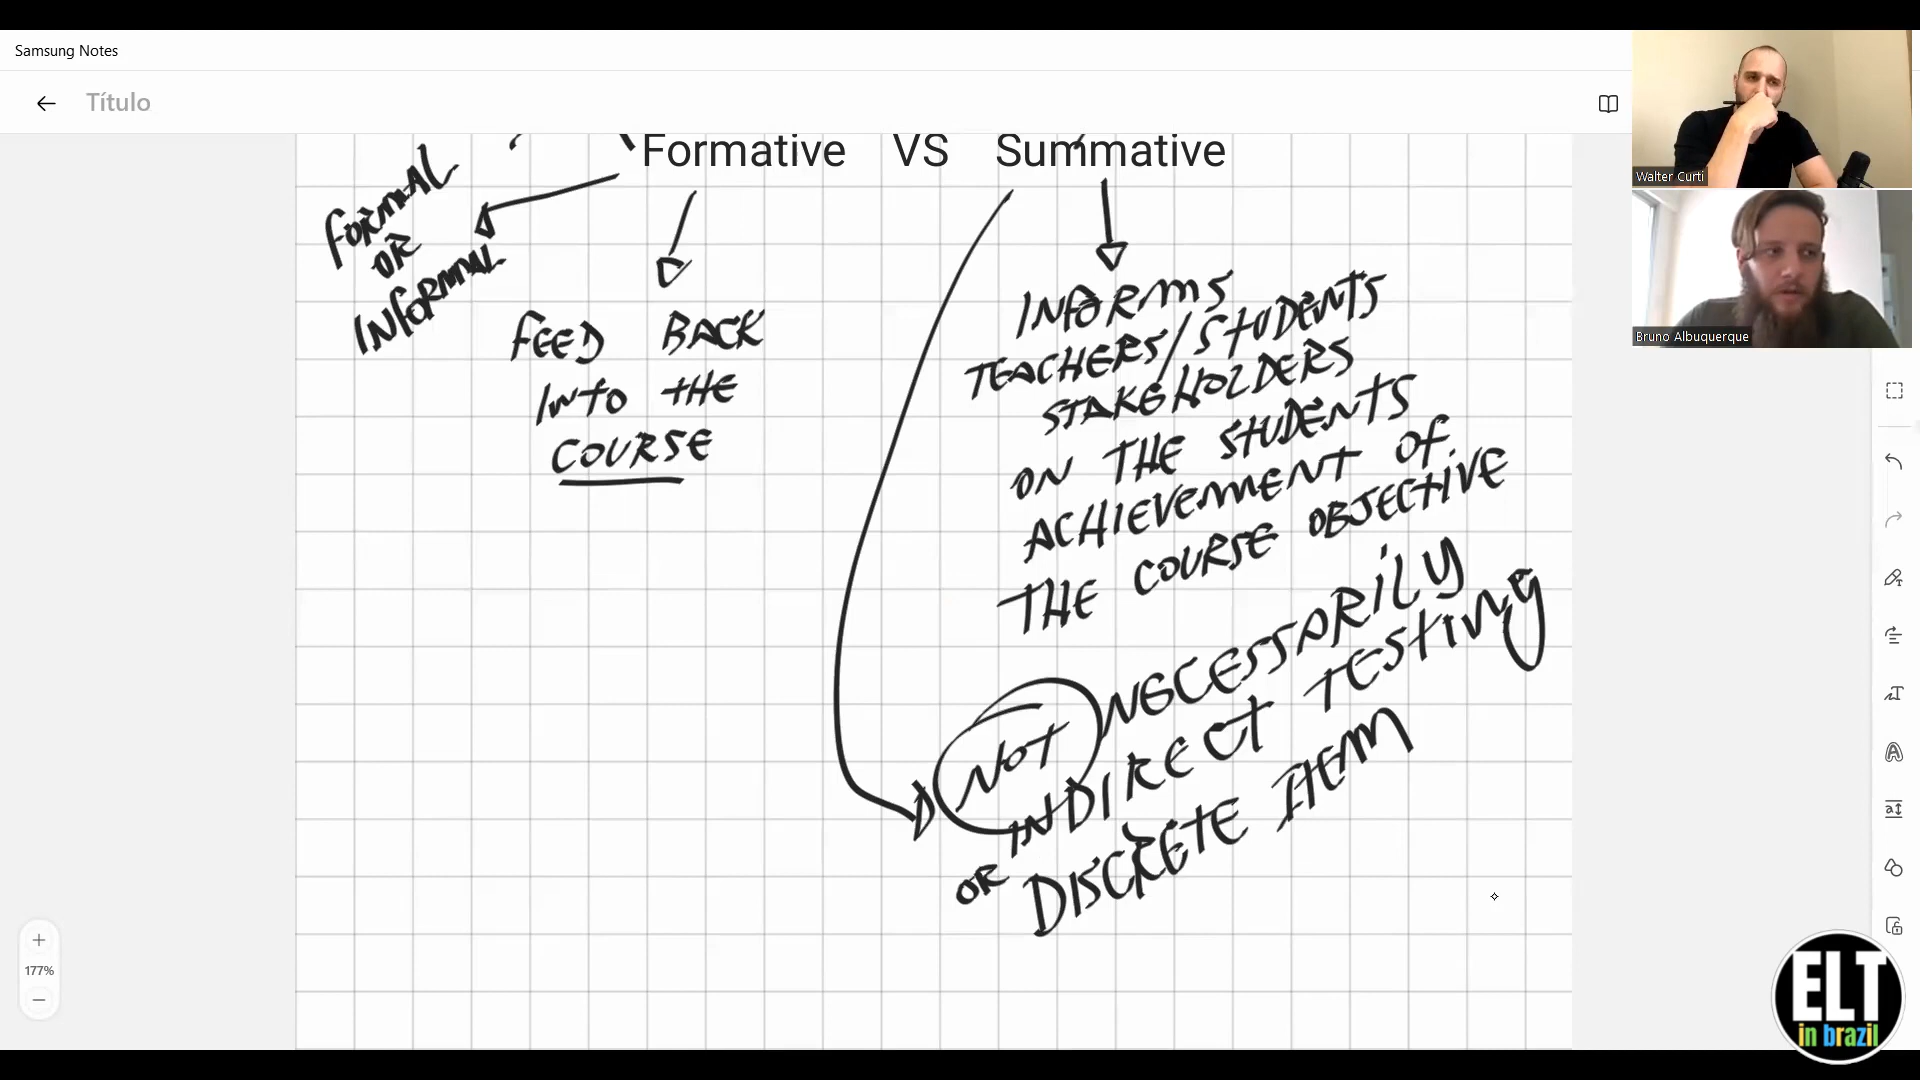 Samsung Notes
Título
Formative VS Summative
FORMAL
OR
INFORMAL
FEED BACK
INTO THE
COURSE
INFORMS
TEACHERS/STUDENTS
STAKEHOLDERS
ON THE STUDENTS
ACHIEVEMENT OF
THE COURSE OBJECTIVE
NOT NECESSARILY
INDIRECT TESTING
OR DISCRETE ITEM
177%
Walter Curti
Bruno Albuquerque
ELT
in brazil